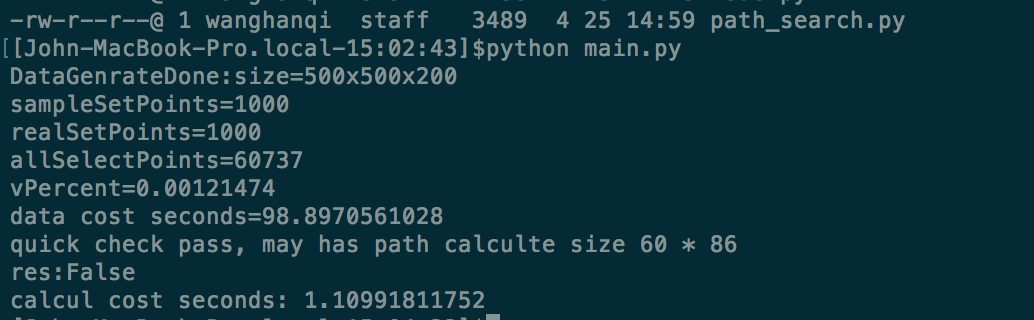 -rw-r--r--@ 1 wanghanqi  staff   3489  4 25 14:59 path_search.py
[[John-MacBook-Pro.local-15:02:43]$python main.py
DataGenrateDone:size=500x500x200
sampleSetPoints=1000
realSetPoints=1000
allSelectPoints=60737
vPercent=0.00121474
data cost seconds=98.8970561028
quick check pass, may has path calculte size 60 * 86
res:False
calcul cost seconds: 1.10991811752